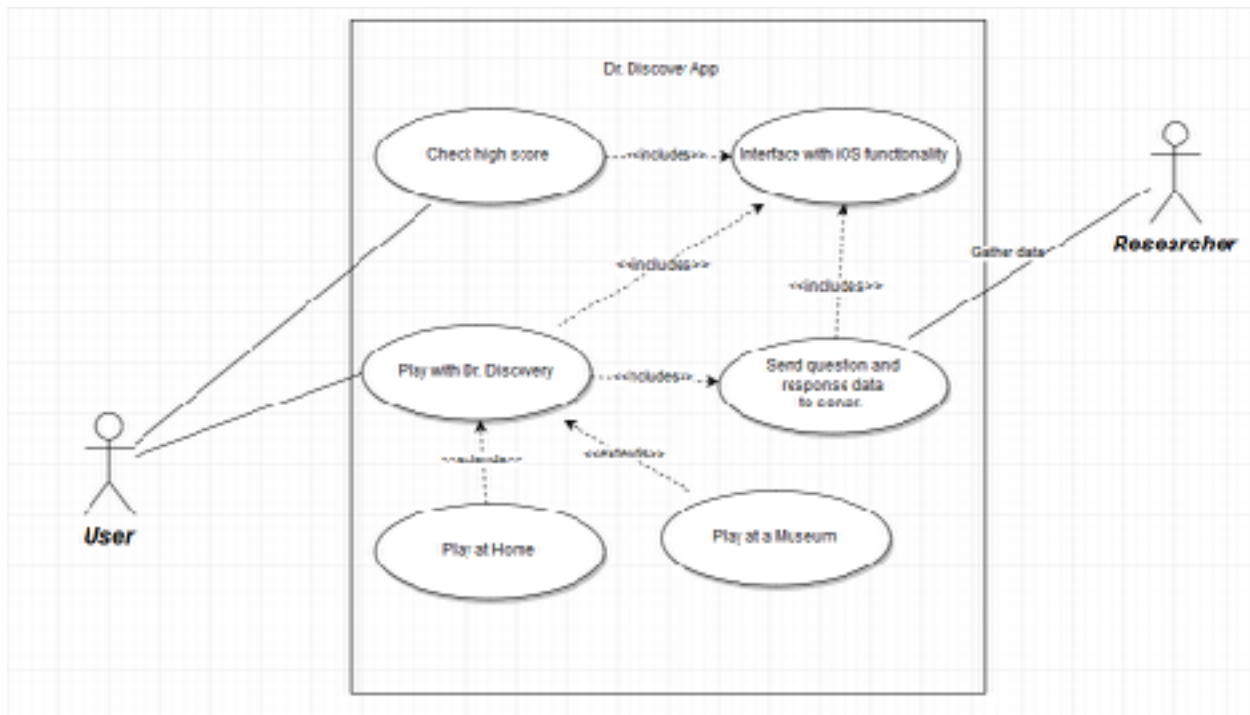 Dr. Discover App
Check high score
<<includes>>
Interface with iOS functionality
Researcher
Gather data
<<includes>>
<<includes>>
Play with Dr. Discovery
<<includes>>
Send question and
response data
to
User
Play at Home
Play at a Museum